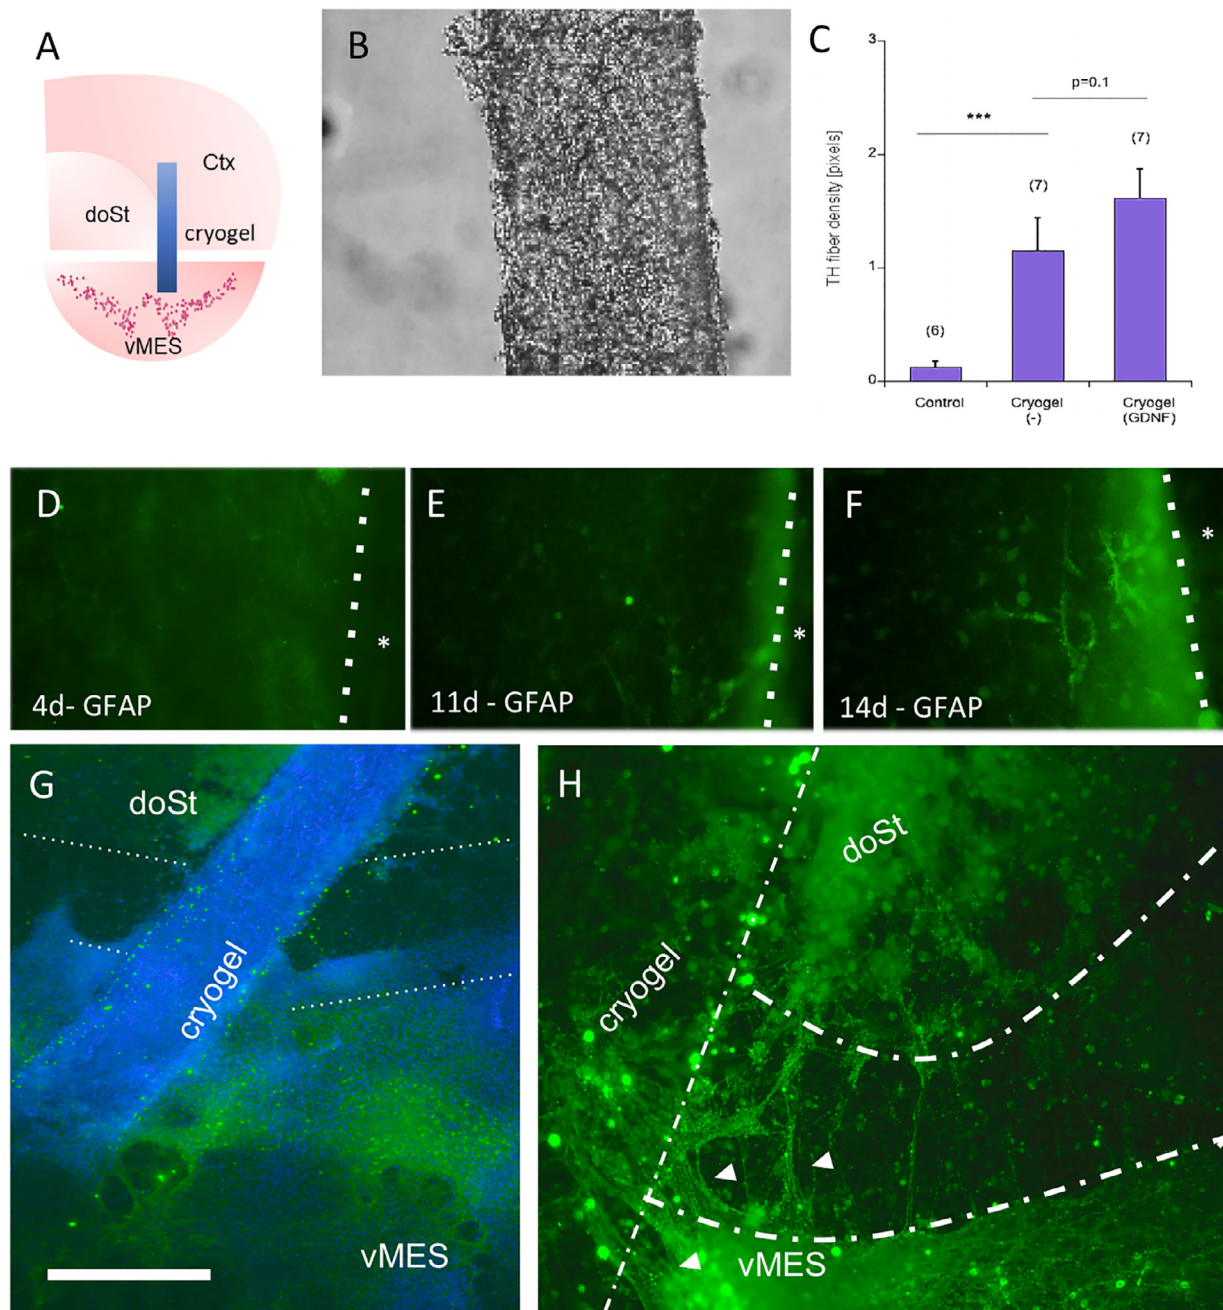 A
Ctx
doSt
cryogel
vMES
B
C
3
2
1
0
TH fiber density [pixels]
p=0.1
***
(7)
(7)
(6)
Control
Cryogel
(-)
Cryogel
(GDNF)
D
*
4d- GFAP
E
*
11d - GFAP
F
*
14d - GFAP
G
doSt
cryogel
vMES
H
doSt
cryogel
vMES